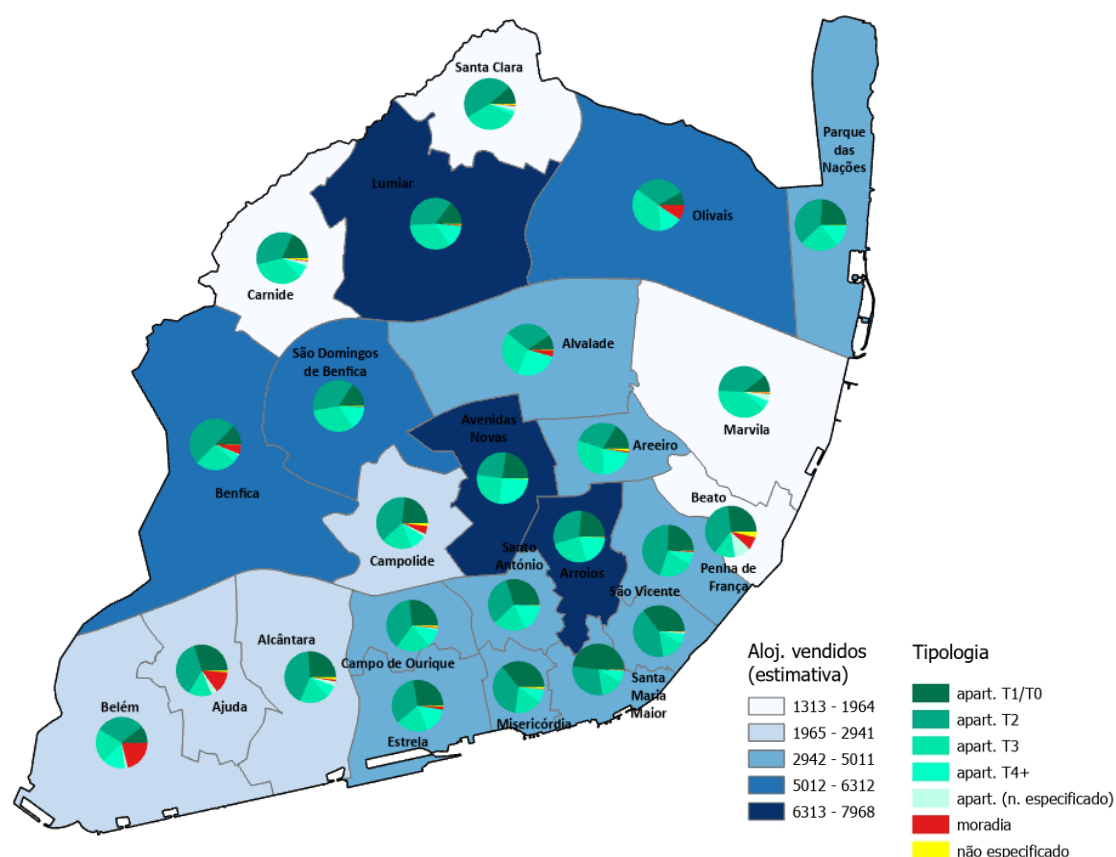 Santa Clara
Parque
das
Nações
Lumiar
Olivais
Carnide
São Domingos
de Benfica
Alvalade
Avenidas
Novas
Marvila
Areeiro
Benfica
Beato
Campolide
Santo
António
Arroios
Penha de
França
São Vicente
Alcântara
Campo de Ourique
Santa
Maria
Maior
Belém
Ajuda
Estrela
Misericórdia
Aloj. vendidos
(estimativa)
1313 - 1964
1965 - 2941
2942 - 5011
5012 - 6312
6313 - 7968
Tipologia
apart. T1/T0
apart. T2
apart. T3
apart. T4+
apart. (n. especificado)
moradia
não especificado